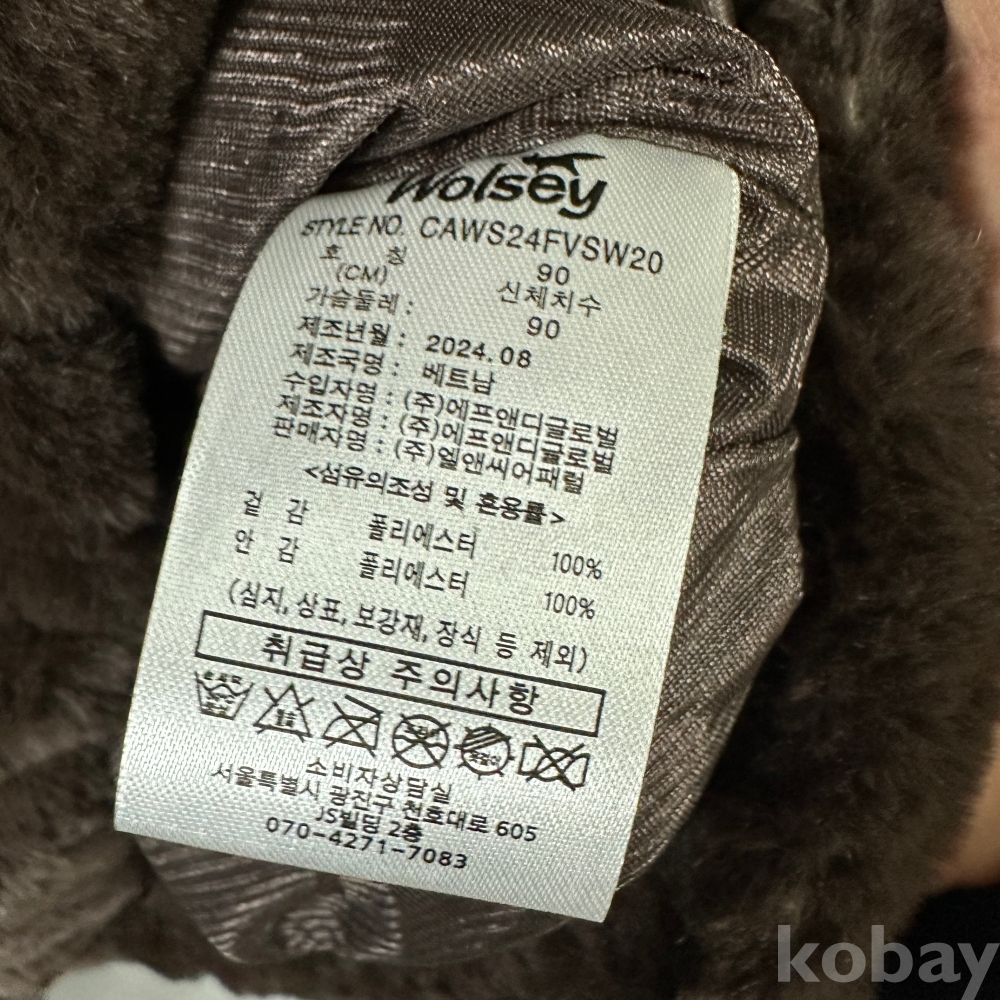 Wolsey
STYLE NO. CAWS24FVSW20
호 칭 90
(CM) 신체치수
가슴둘레 : 90
제조년월 : 2024.08
제조국명 : 베트남
수입자명 : (주)에프앤디글로벌
제조자명 : (주)에프앤디글로벌
판매자명 : (주)엘앤씨어패럴
<섬유의조성 및 혼용률>
겉 감 폴리에스터 100%
안 감 폴리에스터 100%
(심지, 상표, 보강재, 장식 등 제외)
취급상 주의사항
소비자상담실
서울특별시 광진구 천호대로 605
JS빌딩 2층
070-4271-7083
kobay